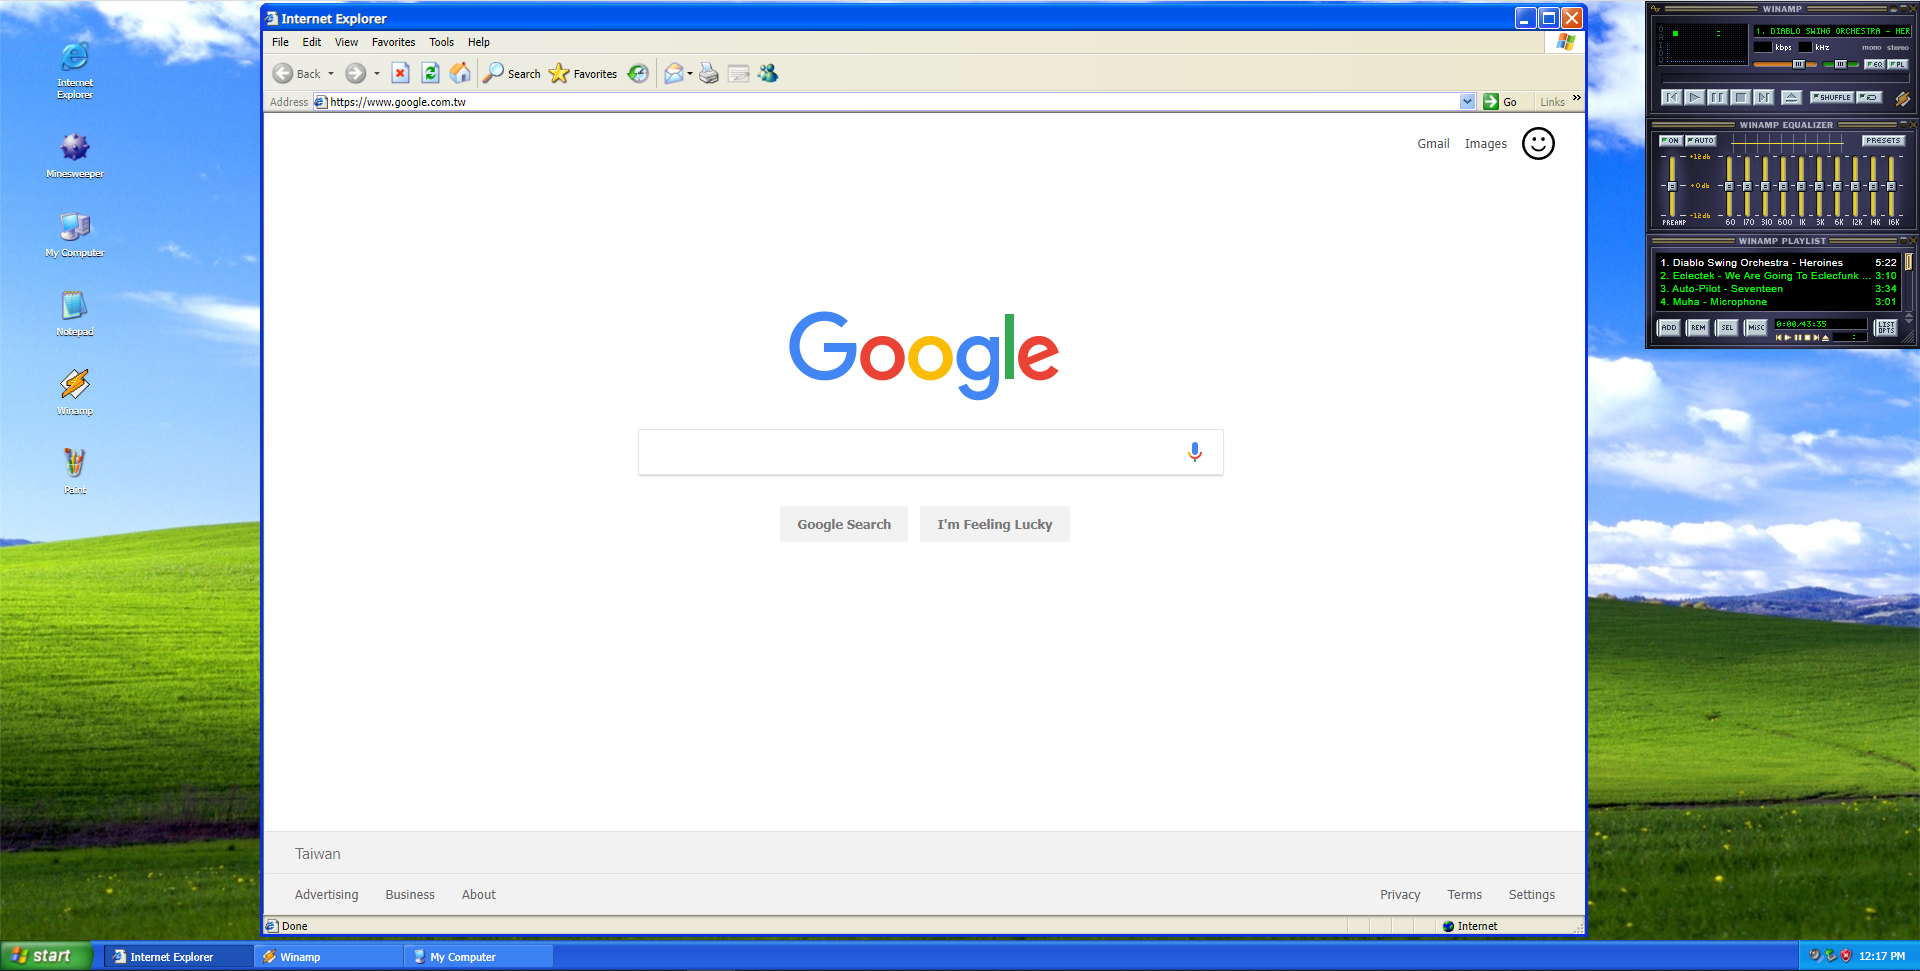 Internet Explorer
Minesweeper
My Computer
Notepad
Winamp
Paint
Internet Explorer
File Edit View Favorites Tools Help
Back Search Favorites
Address https://www.google.com.tw Go Links »
Gmail Images
Google
Google Search I'm Feeling Lucky
Taiwan
Advertising Business About Privacy Terms Settings
Done Internet
WINAMP
1. DIABLO SWING ORCHESTRA - HER
kbps kHz mono stereo
EQ PL
SHUFFLE
WINAMP EQUALIZER
ON AUTO PRESETS
+12 db
+0 db
-12 db
PREAMP 60 170 310 600 1K 3K 6K 12K 14K 16K
WINAMP PLAYLIST
1. Diablo Swing Orchestra - Heroines 5:22
2. Eclectek - We Are Going To Eclecfunk ... 3:10
3. Auto-Pilot - Seventeen 3:34
4. Muha - Microphone 3:01
ADD REM SEL MISC 0:00/43:35 LIST OPTS
start Internet Explorer Winamp My Computer 12:17 PM